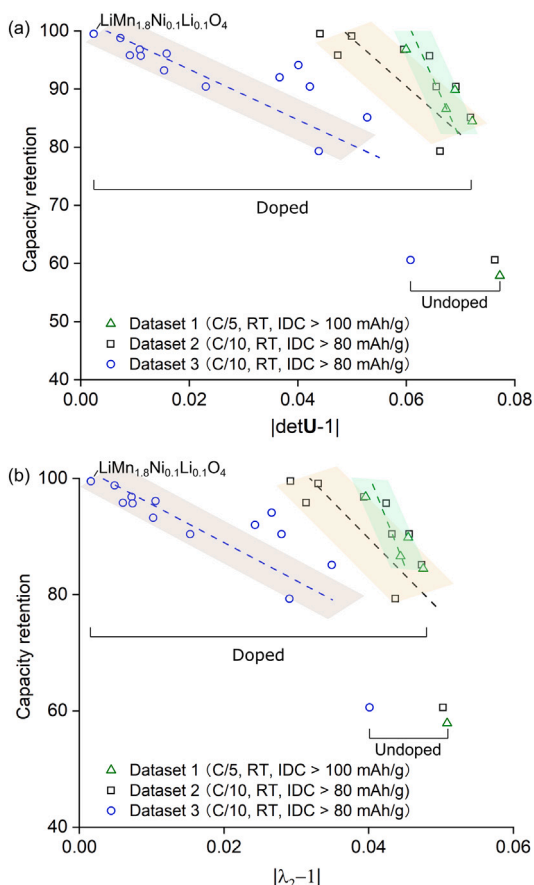 (a)
LiMn1.8Ni0.1Li0.1O4
100
90
80
70
60
50
40
Capacity retention
Doped
Undoped
Dataset 1 (C/5, RT, IDC > 100 mAh/g)
Dataset 2 (C/10, RT, IDC > 80 mAh/g)
Dataset 3 (C/10, RT, IDC > 80 mAh/g)
0.00 0.02 0.04 0.06 0.08
|detU-1|
(b)
LiMn1.8Ni0.1Li0.1O4
100
80
60
40
Capacity retention
Doped
Undoped
Dataset 1 (C/5, RT, IDC > 100 mAh/g)
Dataset 2 (C/10, RT, IDC > 80 mAh/g)
Dataset 3 (C/10, RT, IDC > 80 mAh/g)
0.00 0.02 0.04 0.06
|λ2−1|